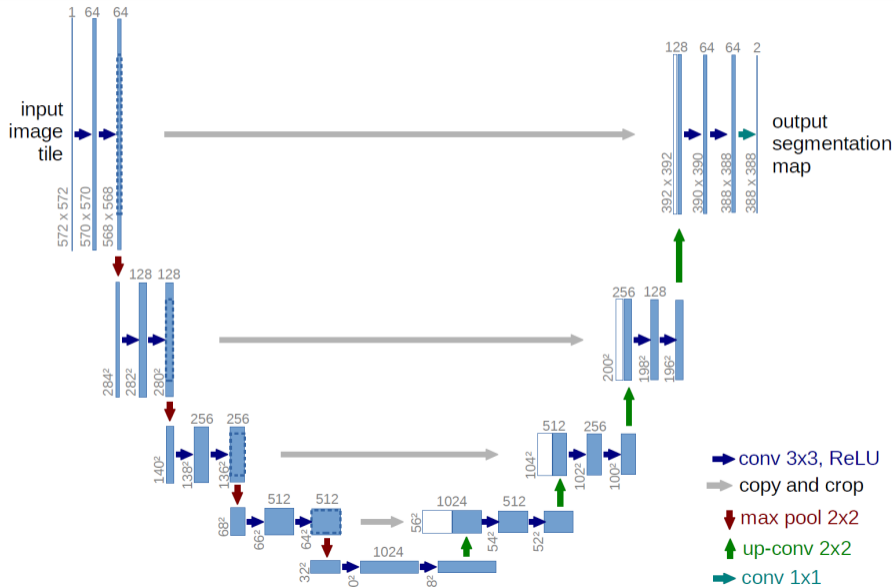 1 64 64
input
image
tile
572 x 572
570 x 570
568 x 568
128 64 64 2
output
segmentation
map
392 x 392
390 x 390
388 x 388
388 x 388
128 128
284²
282²
280²
256 128
200²
198²
196²
256 256
140²
138²
136²
512 256
104²
102²
100²
512 512
68²
66²
64²
1024 512
56²
54²
52²
1024
32²
0²
8²
conv 3x3, ReLU
copy and crop
max pool 2x2
up-conv 2x2
conv 1x1